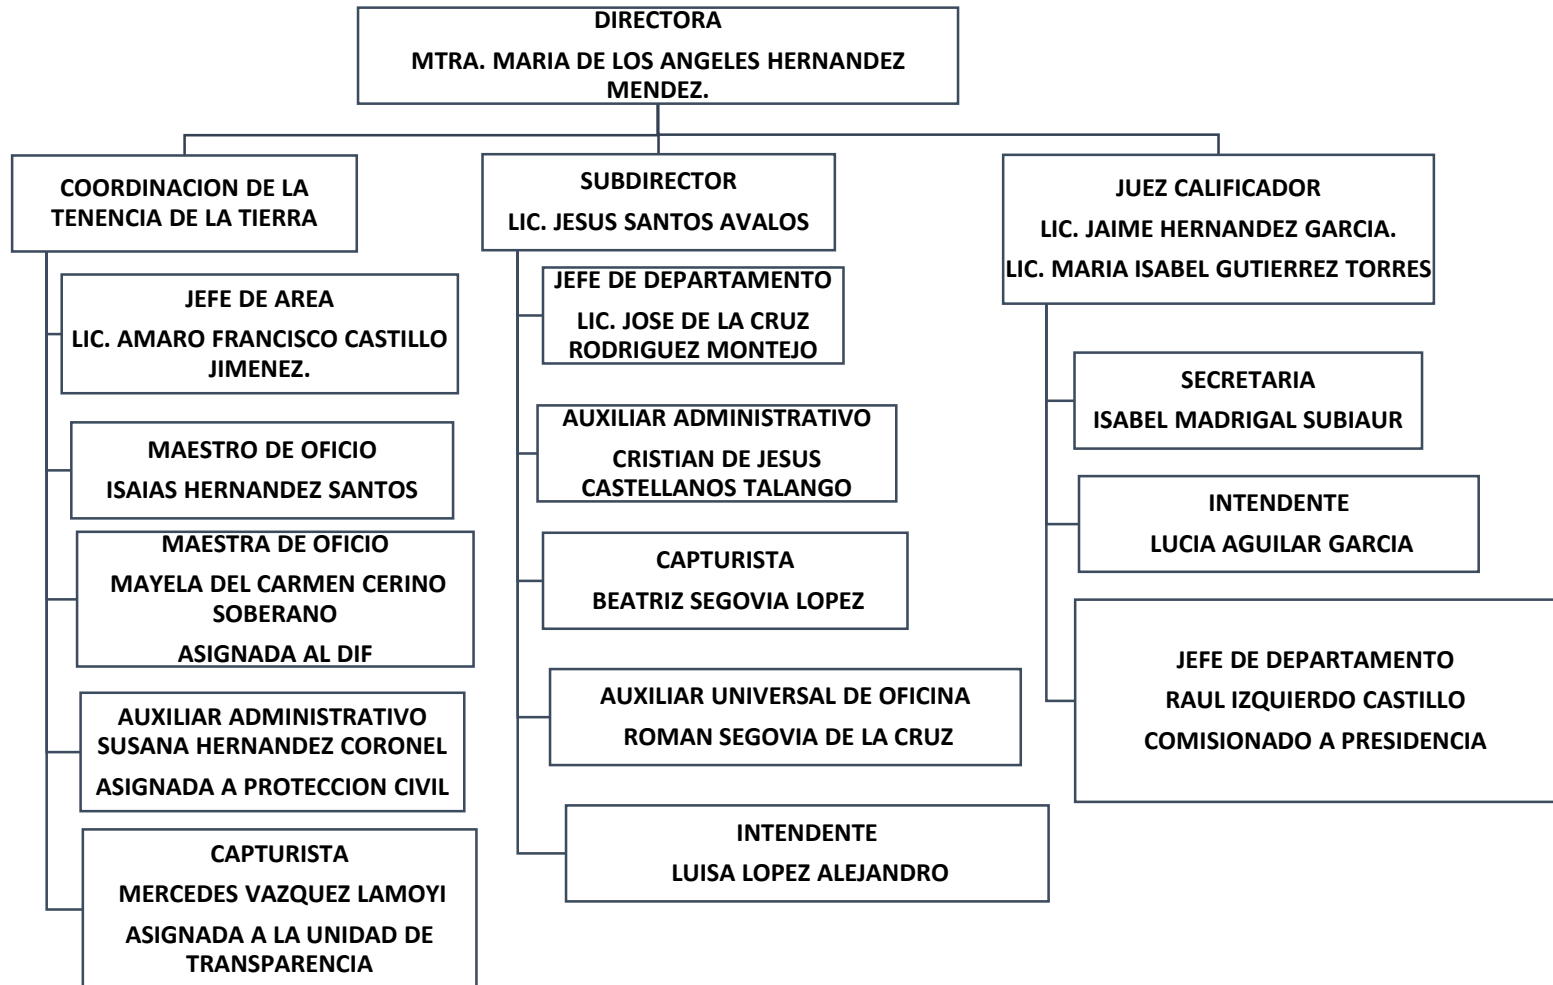 DIRECTORA
MTRA. MARIA DE LOS ANGELES HERNANDEZ
MENDEZ.
COORDINACION DE LA
TENENCIA DE LA TIERRA
JEFE DE AREA
LIC. AMARO FRANCISCO CASTILLO
JIMENEZ.
MAESTRO DE OFICIO
ISAIAS HERNANDEZ SANTOS
MAESTRA DE OFICIO
MAYELA DEL CARMEN CERINO
SOBERANO
ASIGNADA AL DIF
AUXILIAR ADMINISTRATIVO
SUSANA HERNANDEZ CORONEL
ASIGNADA A PROTECCION CIVIL
CAPTURISTA
MERCEDES VAZQUEZ LAMOYI
ASIGNADA A LA UNIDAD DE
TRANSPARENCIA
SUBDIRECTOR
LIC. JESUS SANTOS AVALOS
JEFE DE DEPARTAMENTO
LIC. JOSE DE LA CRUZ
RODRIGUEZ MONTEJO
AUXILIAR ADMINISTRATIVO
CRISTIAN DE JESUS
CASTELLANOS TALANGO
CAPTURISTA
BEATRIZ SEGOVIA LOPEZ
AUXILIAR UNIVERSAL DE OFICINA
ROMAN SEGOVIA DE LA CRUZ
INTENDENTE
LUISA LOPEZ ALEJANDRO
JUEZ CALIFICADOR
LIC. JAIME HERNANDEZ GARCIA.
LIC. MARIA ISABEL GUTIERREZ TORRES
SECRETARIA
ISABEL MADRIGAL SUBIAUR
INTENDENTE
LUCIA AGUILAR GARCIA
JEFE DE DEPARTAMENTO
RAUL IZQUIERDO CASTILLO
COMISIONADO A PRESIDENCIA